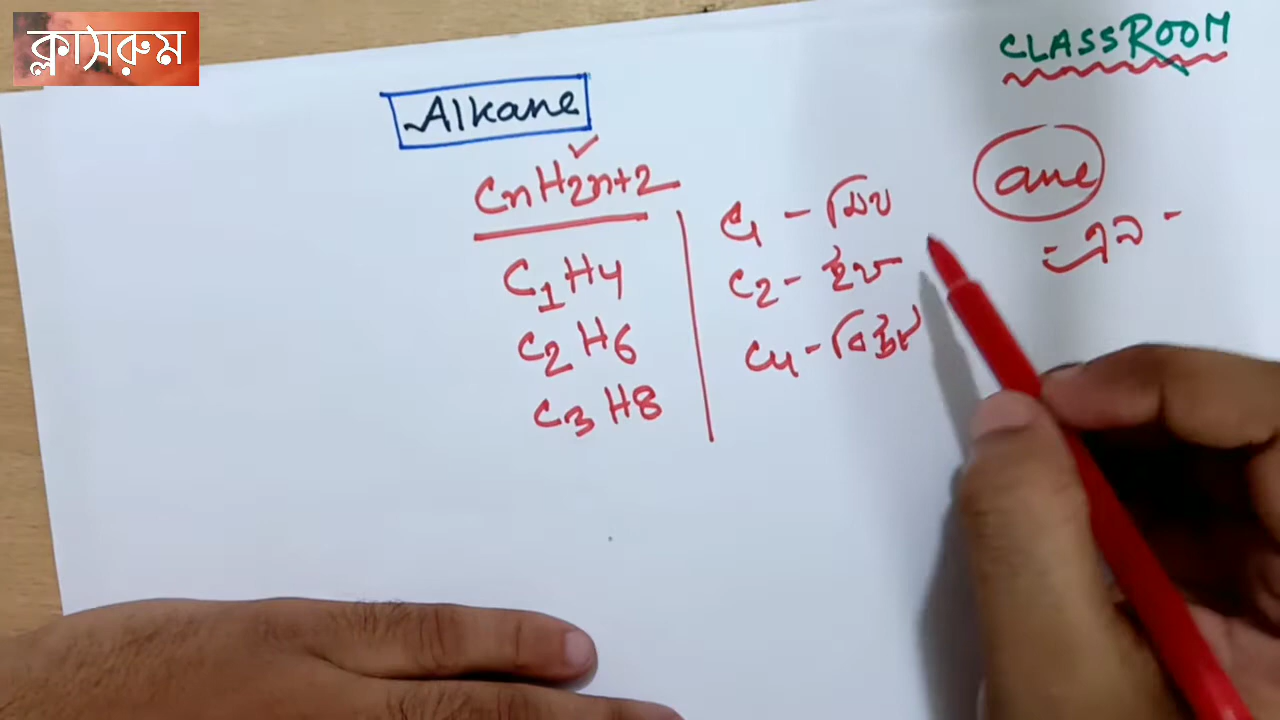 ক্লাসরুম
CLASSROOM
Alkane
CnH2n+2
C1H4
C2H6
C3H8
C1 - মিথ
C2 - ইথ
C4 - বিউট
ane
- এন -